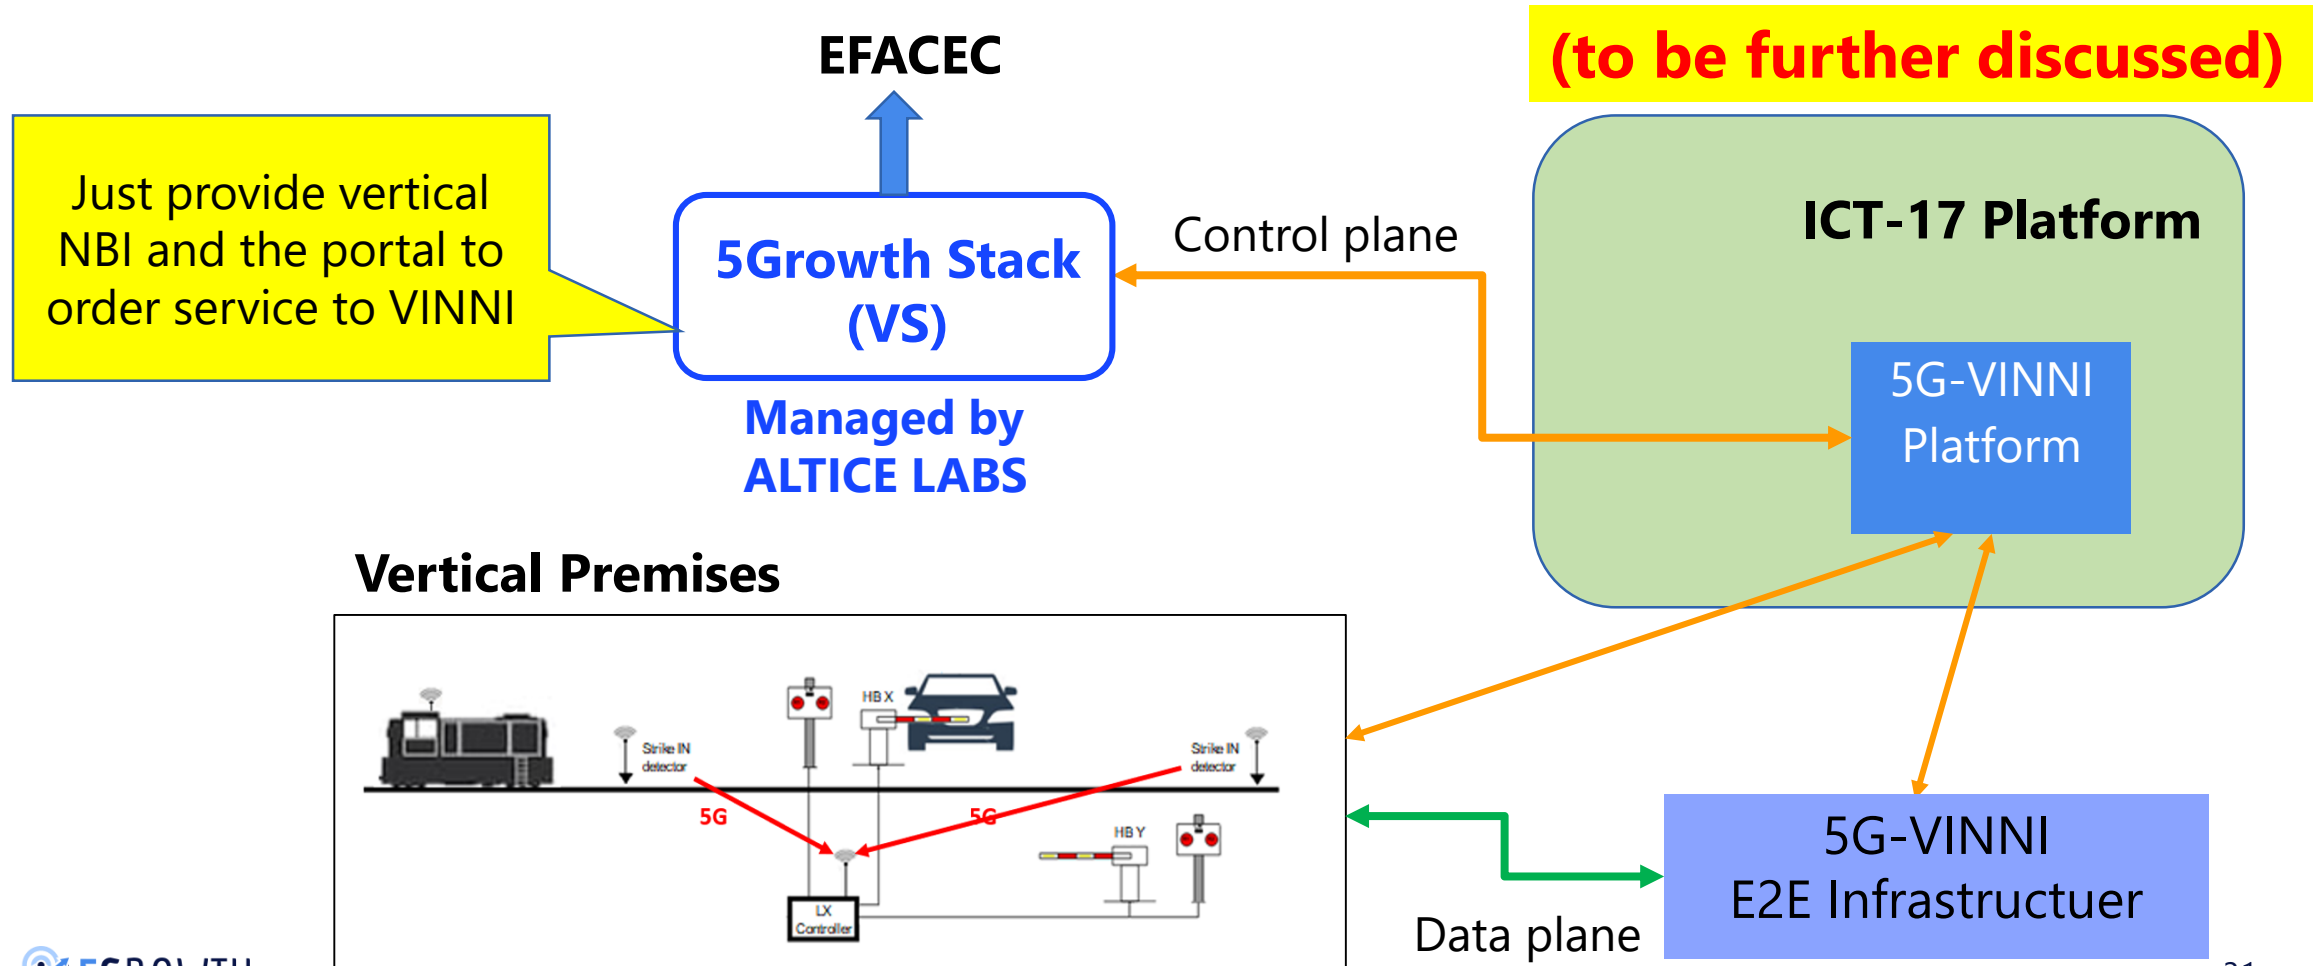 EFACEC
(to be further discussed)
Just provide vertical
NBI and the portal to
order service to VINNI
5Growth Stack
(VS)
Control plane
ICT-17 Platform
5G-VINNI
Platform
Managed by
ALTICE LABS
Vertical Premises
HB X
Strike IN
detector
Strike IN
detector
5G
5G
HB Y
LX
Controller
5G-VINNI
E2E Infrastructuer
Data plane